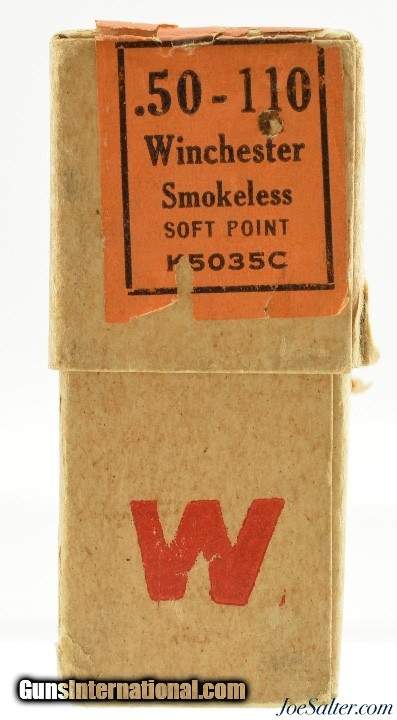 .50-110
Winchester
Smokeless
SOFT POINT
K5035C
W
GunsInternational.com
JoeSalter.com